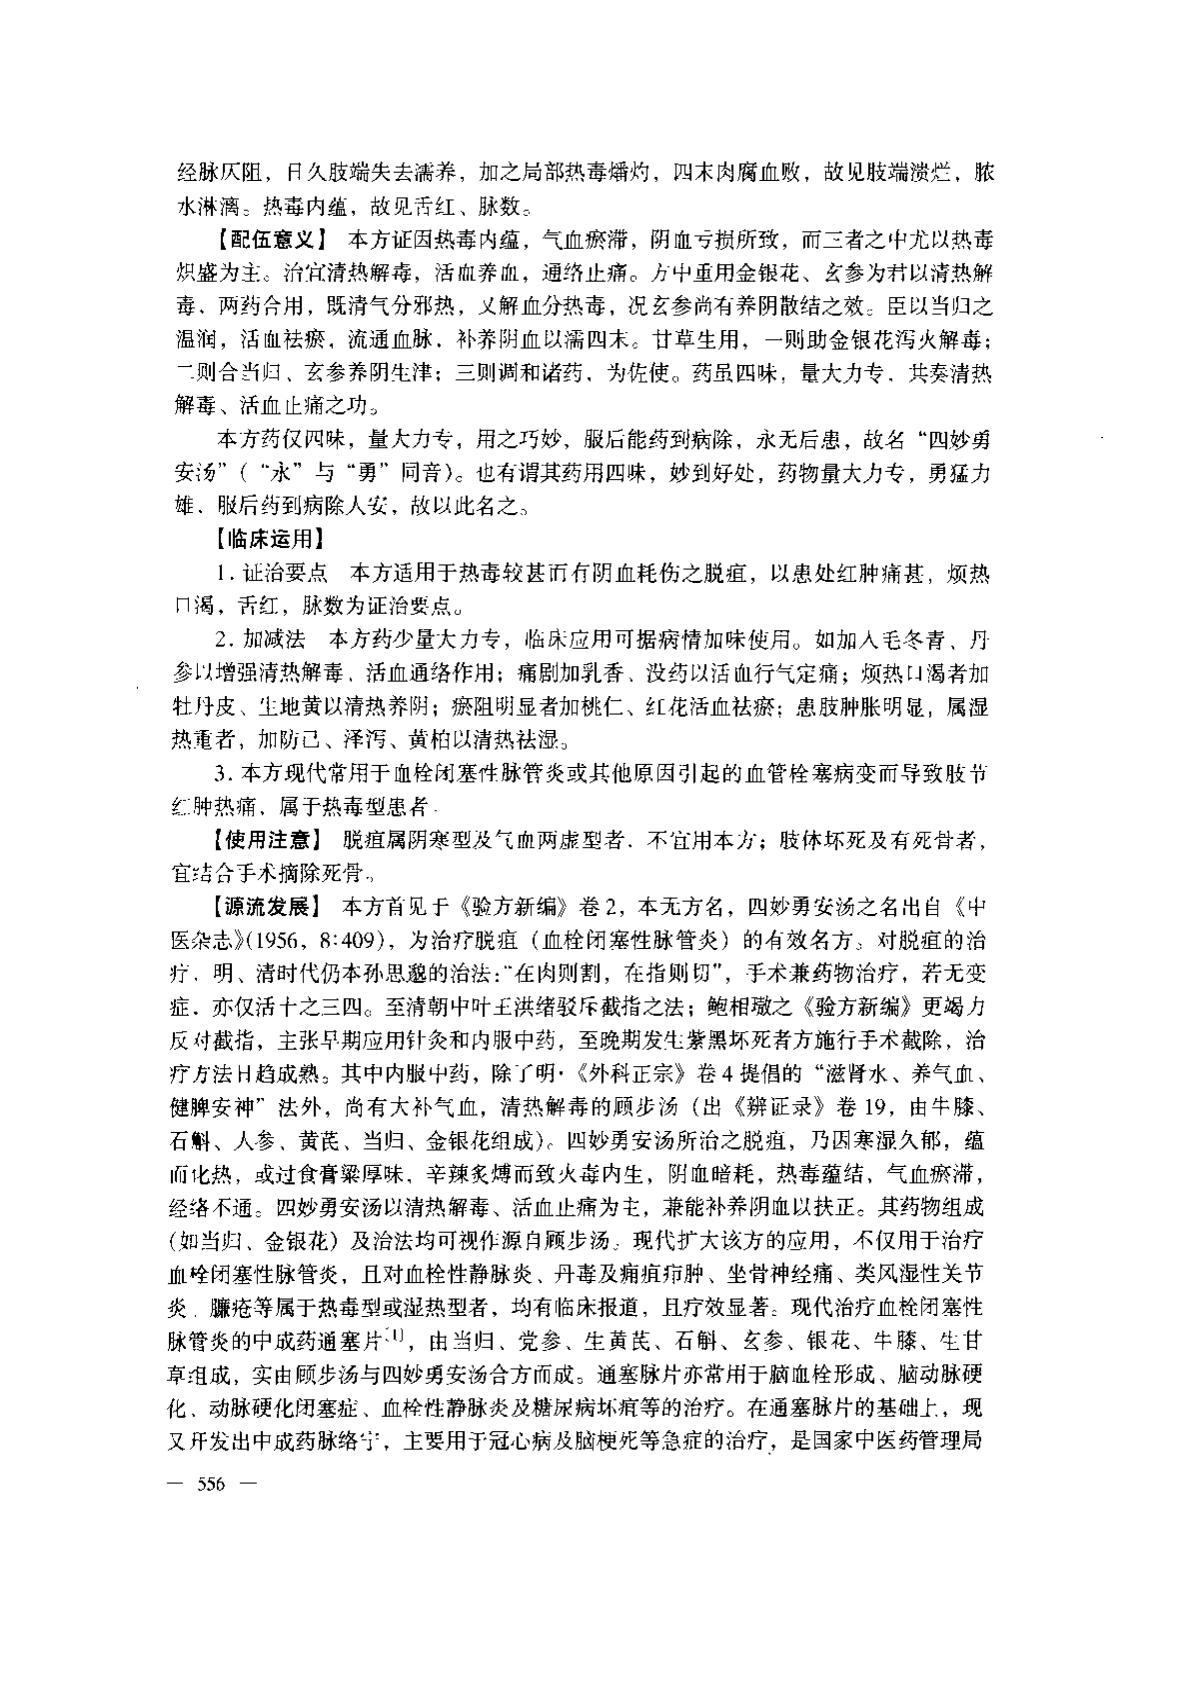 经脉仄阻，日久肢端失去濡养，加之局部热毒燔灼，四末肉腐血败，故见肢端溃烂，脓
水淋漓。热毒内蕴，故见舌红、脉数。
【配伍意义】 本方证因热毒内蕴，气血瘀滞，阴血亏损所致，而三者之中尤以热毒
炽盛为主。治宜清热解毒，活血养血，通络止痛。方中重用金银花、玄参为君以清热解
毒，两药合用，既清气分邪热，又解血分热毒，况玄参尚有养阴散结之效。臣以当归之
温润，活血祛瘀，流通血脉，补养阴血以濡四末。甘草生用，一则助金银花泻火解毒；
二则合当归、玄参养阴生津；三则调和诸药，为佐使。药虽四味，量大力专，共奏清热
解毒、活血止痛之功。
本方药仅四味，量大力专，用之巧妙，服后能药到病除，永无后患，故名“四妙勇
安汤”（“永”与“勇”同音）。也有谓其药用四味，妙到好处，药物量大力专，勇猛力
雄，服后药到病除人安，故以此名之。
【临床运用】
1. 证治要点 本方适用于热毒较甚而有阴血耗伤之脱疽，以患处红肿痛甚，烦热
口渴，舌红，脉数为证治要点。
2. 加减法 本方药少量大力专，临床应用可据病情加味使用。如加入毛冬青、丹
参以增强清热解毒、活血通络作用；痛剧加乳香、没药以活血行气定痛；烦热口渴者加
牡丹皮、生地黄以清热养阴；瘀阻明显者加桃仁、红花活血祛瘀；患肢肿胀明显，属湿
热重者，加防己、泽泻、黄柏以清热祛湿。
3. 本方现代常用于血栓闭塞性脉管炎或其他原因引起的血管栓塞病变而导致肢节
红肿热痛，属于热毒型患者。
【使用注意】 脱疽属阴寒型及气血两虚型者，不宜用本方；肢体坏死及有死骨者，
宜结合手术摘除死骨。
【源流发展】 本方首见于《验方新编》卷 2，本无方名，四妙勇安汤之名出自《中
医杂志》(1956，8:409)，为治疗脱疽（血栓闭塞性脉管炎）的有效名方。对脱疽的治
疗，明、清时代仍本孙思邈的治法：“在肉则割，在指则切”，手术兼药物治疗，若无变
症，亦仅活十之三四。至清朝中叶王洪绪驳斥截指之法；鲍相璈之《验方新编》更竭力
反对截指，主张早期应用针灸和内服中药，至晚期发生紫黑坏死者方施行手术截除，治
疗方法日趋成熟。其中内服中药，除了明·《外科正宗》卷 4 提倡的“滋肾水、养气血、
健脾安神”法外，尚有大补气血，清热解毒的顾步汤（出《辨证录》卷 19，由牛膝、
石斛、人参、黄芪、当归、金银花组成）。四妙勇安汤所治之脱疽，乃因寒湿久郁，蕴
而化热，或过食膏粱厚味，辛辣炙煿而致火毒内生，阴血暗耗，热毒蕴结，气血瘀滞，
经络不通。四妙勇安汤以清热解毒、活血止痛为主，兼能补养阴血以扶正。其药物组成
（如当归、金银花）及治法均可视作源自顾步汤。现代扩大该方的应用，不仅用于治疗
血栓闭塞性脉管炎，且对血栓性静脉炎、丹毒及痈疽疖肿、坐骨神经痛、类风湿性关节
炎、臁疮等属于热毒型或湿热型者，均有临床报道，且疗效显著。现代治疗血栓闭塞性
脉管炎的中成药通塞片[1]，由当归、党参、生黄芪、石斛、玄参、银花、牛膝、生甘
草组成，实由顾步汤与四妙勇安汤合方而成。通塞脉片亦常用于脑血栓形成、脑动脉硬
化、动脉硬化闭塞症、血栓性静脉炎及糖尿病坏疽等的治疗。在通塞脉片的基础上，现
又开发出中成药脉络宁，主要用于冠心病及脑梗死等急症的治疗，是国家中医药管理局
— 556 —